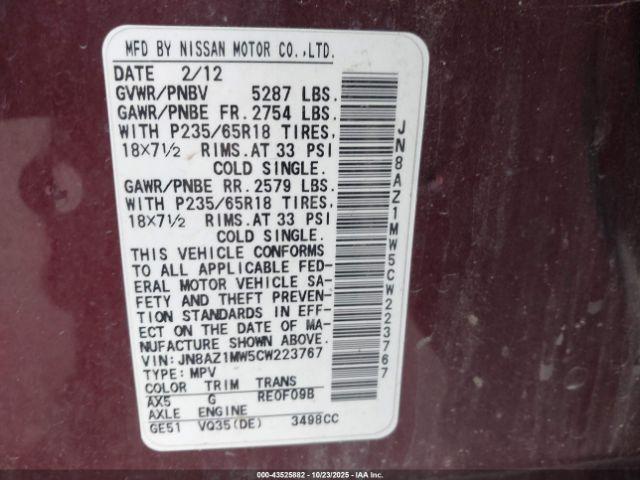 MFD BY NISSAN MOTOR CO.,LTD.
DATE 2/12
GVWR/PNBV 5287 LBS.
GAWR/PNBE FR. 2754 LBS.
WITH P235/65R18 TIRES,
18×7½ RIMS.AT 33 PSI
COLD SINGLE.
GAWR/PNBE RR. 2579 LBS.
WITH P235/65R18 TIRES,
18×7½ RIMS.AT 33 PSI
COLD SINGLE.
THIS VEHICLE CONFORMS
TO ALL APPLICABLE FED-
ERAL MOTOR VEHICLE SA-
FETY AND THEFT PREVEN-
TION STANDARDS IN EFF-
ECT ON THE DATE OF MA-
NUFACTURE SHOWN ABOVE.
VIN:JN8AZ1MW5CW223767
TYPE:MPV
COLOR TRIM TRANS
AX5 G RE0F09B
AXLE ENGINE
GE51 VQ35(DE) 3498CC
JN8AZ1MW5CW223767
000-43525882 - 10/23/2025 - IAA Inc.